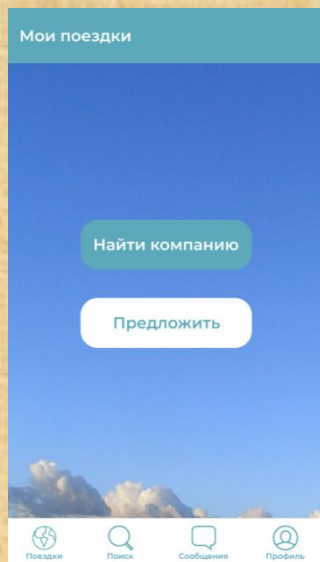 Мои поездки
Найти компанию
Предложить
Поездки Поиск Сообщения Профиль